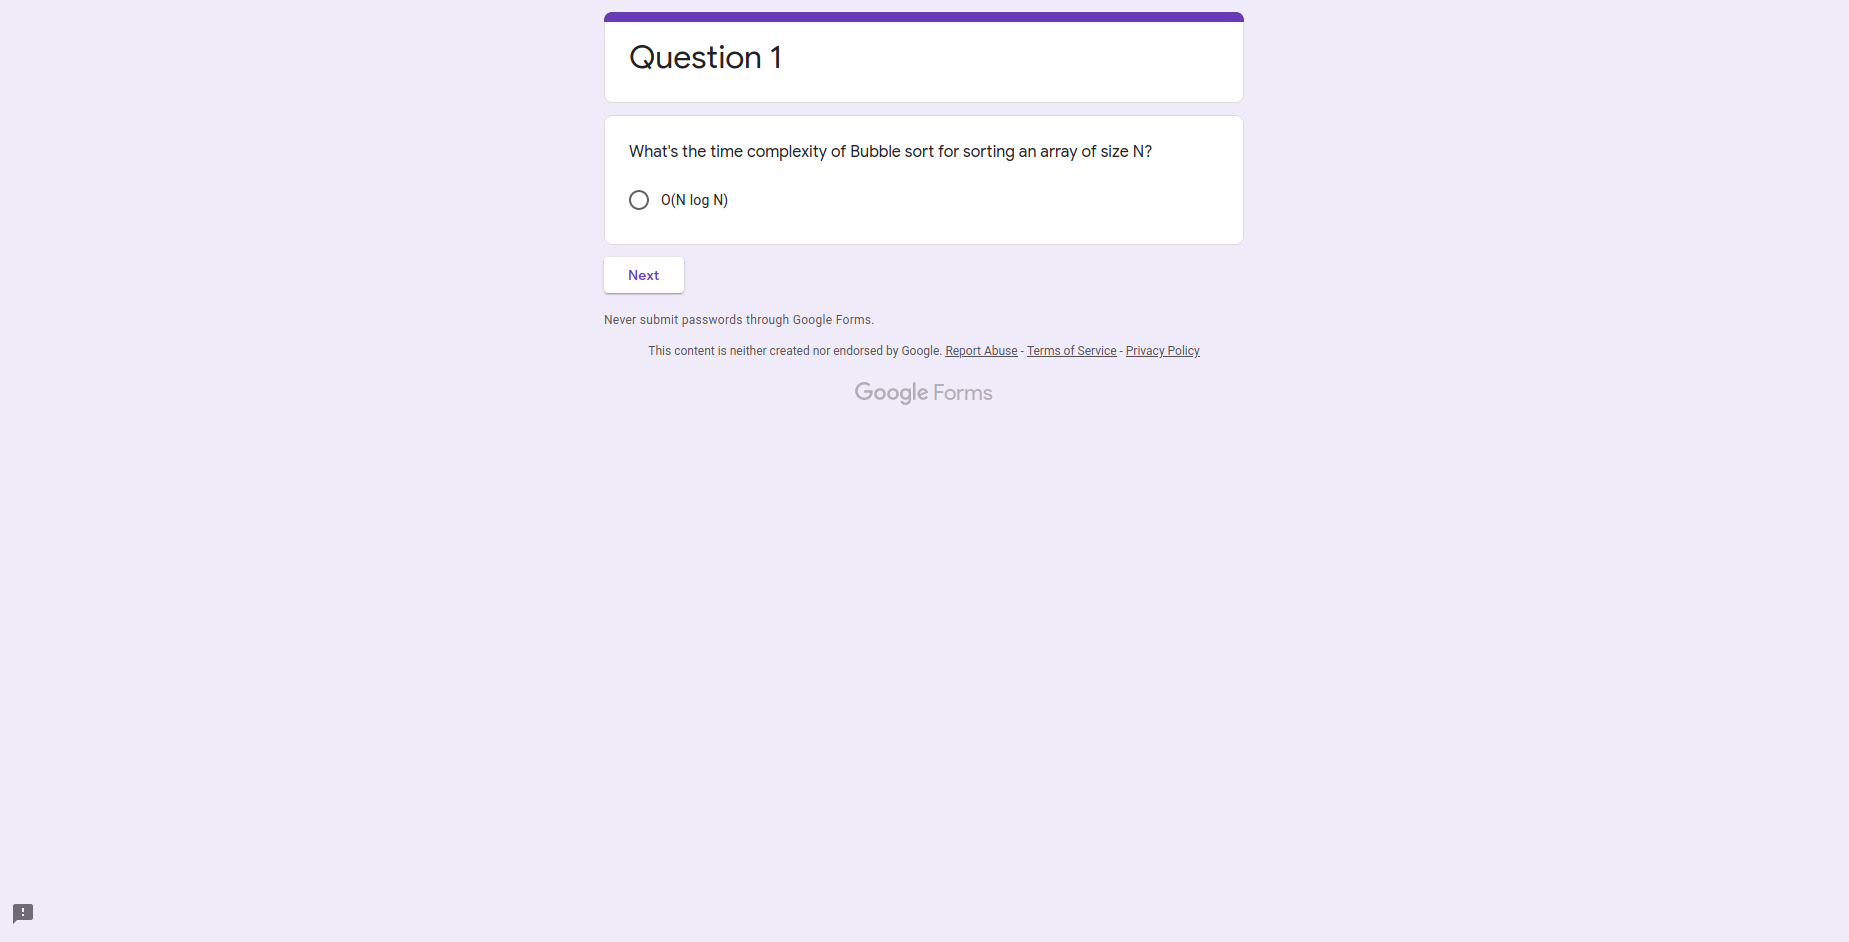 Question 1
What's the time complexity of Bubble sort for sorting an array of size N?
O(N log N)
Next
Never submit passwords through Google Forms.
This content is neither created nor endorsed by Google. Report Abuse - Terms of Service - Privacy Policy
Google Forms